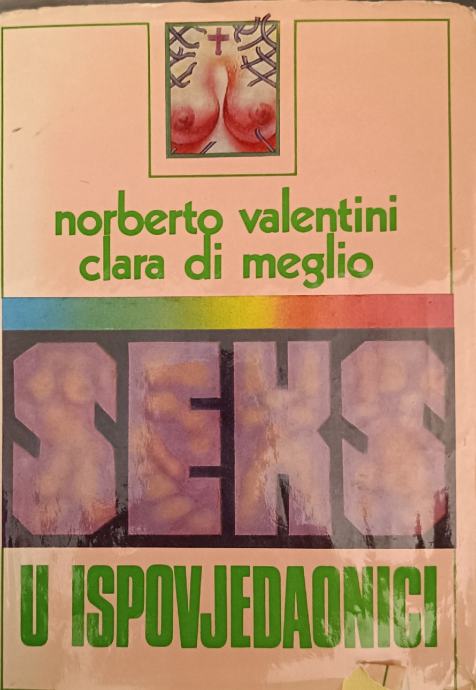 norberto valentini
clara di meglio
SEKS
U ISPOVJEDAONICI